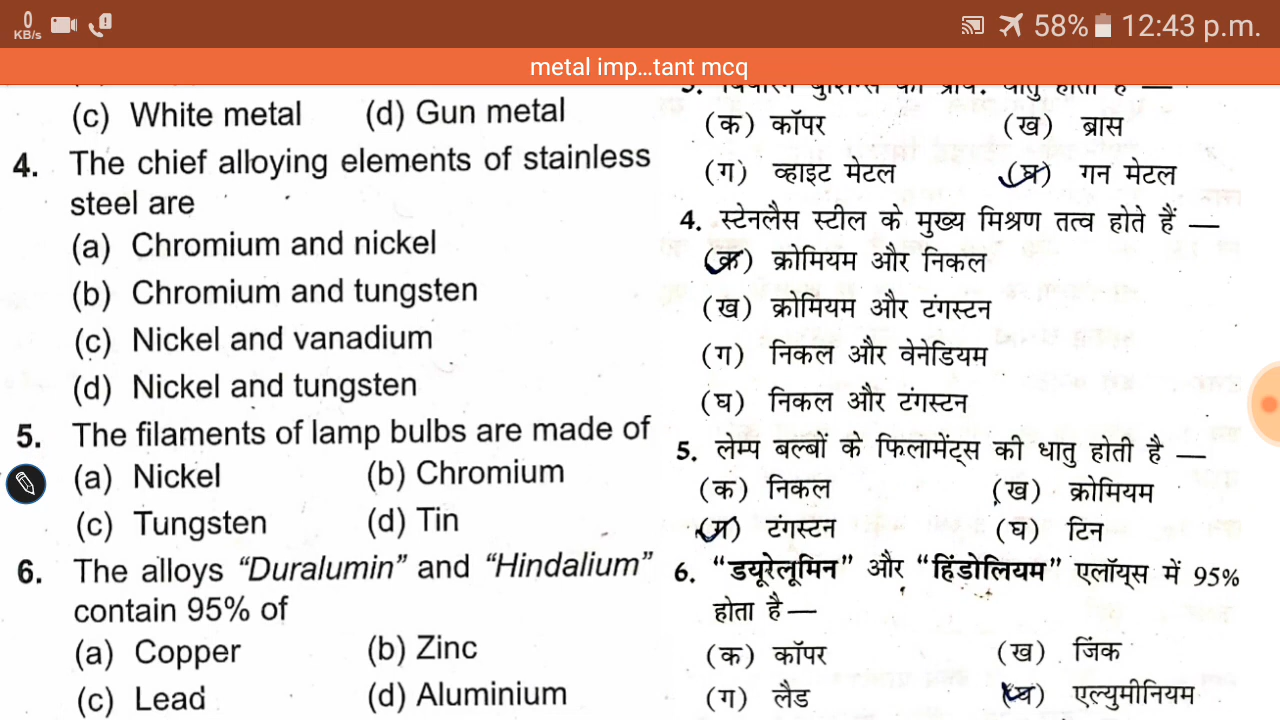 0
KB/s
58%
12:43 p.m.
metal imp...tant mcq
(c) White metal (d) Gun metal
4. The chief alloying elements of stainless
steel are
(a) Chromium and nickel
(b) Chromium and tungsten
(c) Nickel and vanadium
(d) Nickel and tungsten
5. The filaments of lamp bulbs are made of
(a) Nickel (b) Chromium
(c) Tungsten (d) Tin
6. The alloys “Duralumin” and “Hindalium”
contain 95% of
(a) Copper (b) Zinc
(c) Lead (d) Aluminium
(क) कॉपर (ख) ब्रास
(ग) व्हाइट मेटल (घ) गन मेटल
4. स्टेनलैस स्टील के मुख्य मिश्रण तत्व होते हैं —
(क) क्रोमियम और निकल
(ख) क्रोमियम और टंगस्टन
(ग) निकल और वेनेडियम
(घ) निकल और टंगस्टन
5. लेम्प बल्बों के फिलामेंट्स की धातु होती है —
(क) निकल (ख) क्रोमियम
(ग) टंगस्टन (घ) टिन
6. “डयूरेलूमिन” और “हिंडोलियम” एलॉय्स में 95%
होता है —
(क) कॉपर (ख) जिंक
(ग) लैड (घ) एल्युमीनियम